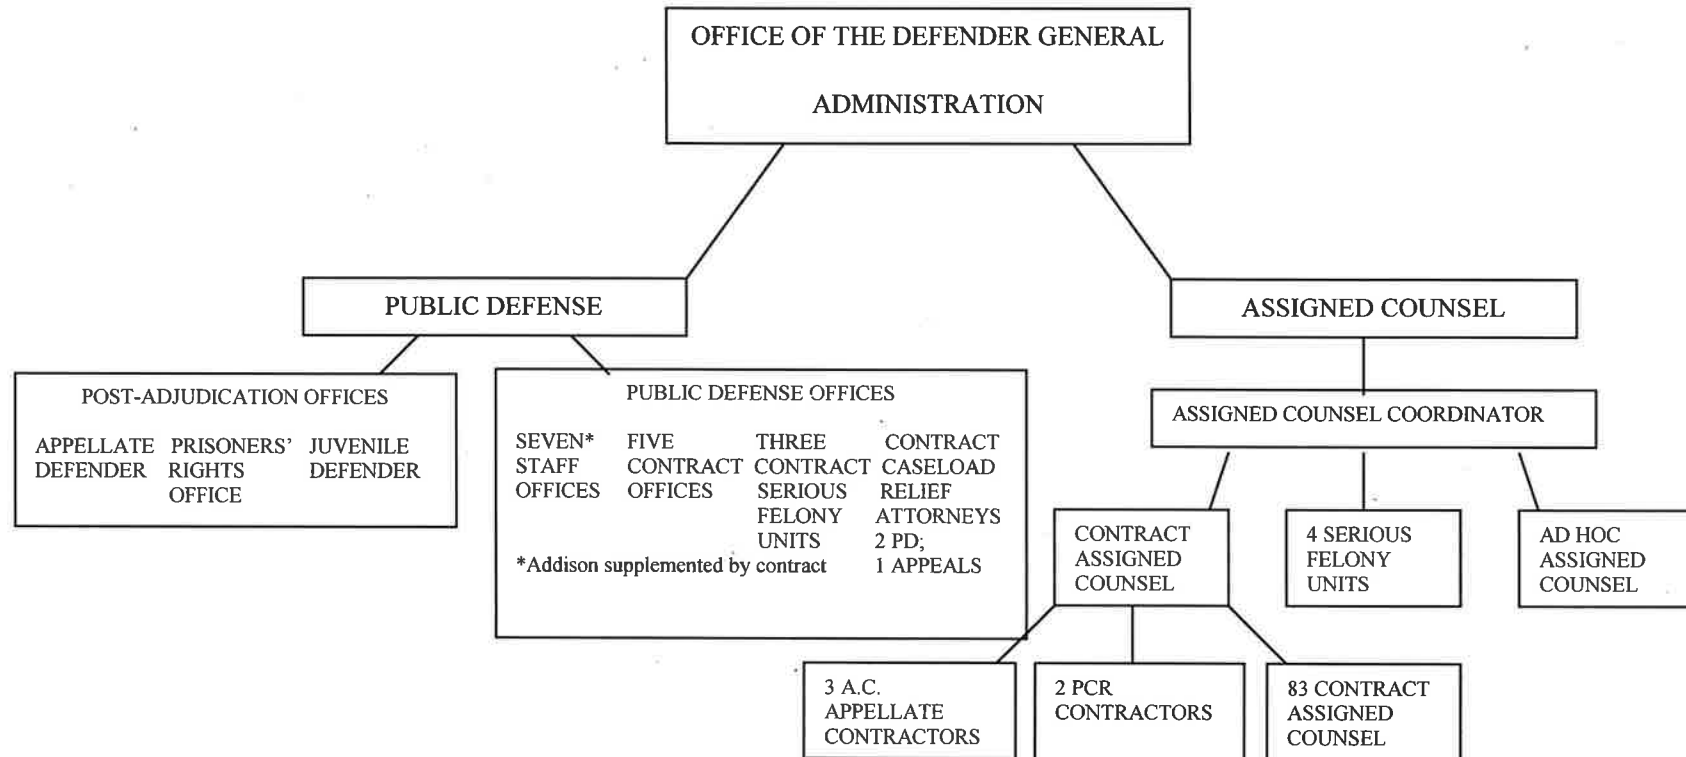 OFFICE OF THE DEFENDER GENERAL
ADMINISTRATION
PUBLIC DEFENSE
ASSIGNED COUNSEL
POST-ADJUDICATION OFFICES
APPELLATE
DEFENDER
PRISONERS'
RIGHTS
OFFICE
JUVENILE
DEFENDER
PUBLIC DEFENSE OFFICES
SEVEN*
STAFF
OFFICES
FIVE
CONTRACT
OFFICES
THREE
CONTRACT
SERIOUS
FELONY
UNITS
CONTRACT
CASELOAD
RELIEF
ATTORNEYS
2 PD;
1 APPEALS
*Addison supplemented by contract
ASSIGNED COUNSEL COORDINATOR
CONTRACT
ASSIGNED
COUNSEL
4 SERIOUS
FELONY
UNITS
AD HOC
ASSIGNED
COUNSEL
3 A.C.
APPELLATE
CONTRACTORS
2 PCR
CONTRACTORS
83 CONTRACT
ASSIGNED
COUNSEL